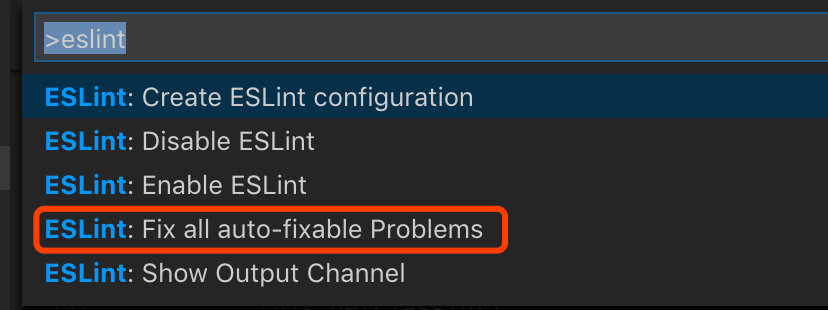 >eslint
ESLint: Create ESLint configuration
ESLint: Disable ESLint
ESLint: Enable ESLint
ESLint: Fix all auto-fixable Problems
ESLint: Show Output Channel